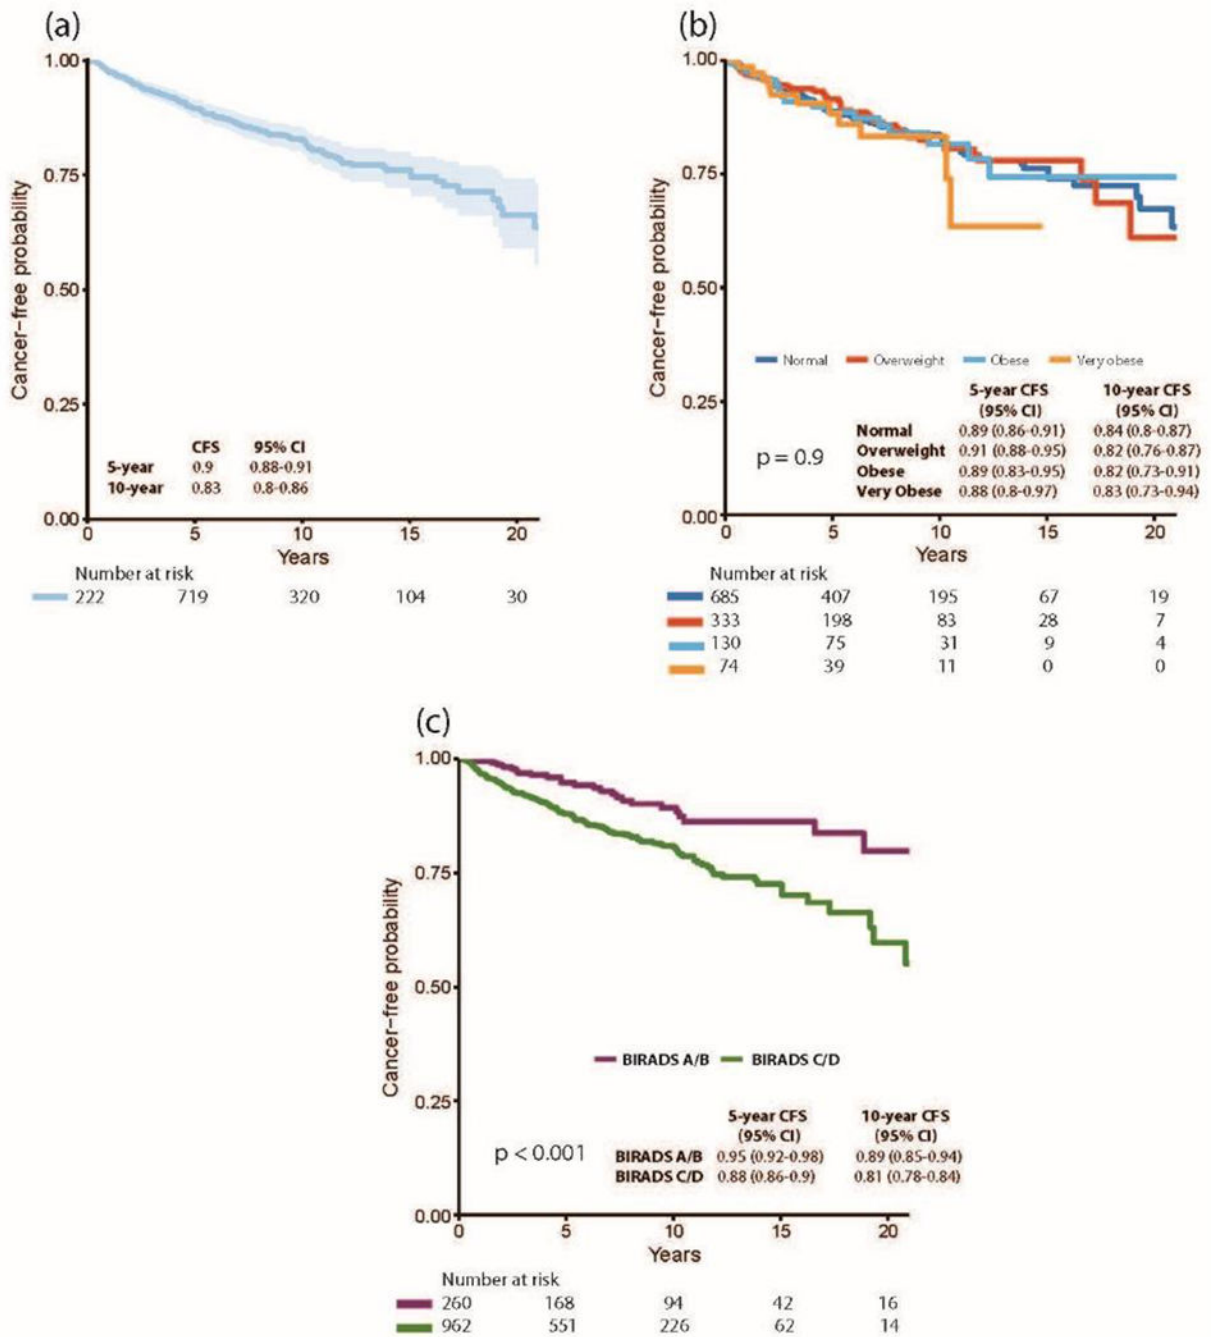 (a)
1.00
0.75
0.50
0.25
0.00
Cancer-free probability
CFS 95% CI
5-year 0.9 0.88-0.91
10-year 0.83 0.8-0.86
0 5 10 15 20
Years
Number at risk
222 719 320 104 30
(b)
1.00
0.75
0.50
0.25
0.00
Cancer-free probability
Normal Overweight Obese Very obese
5-year CFS 10-year CFS
(95% CI) (95% CI)
Normal 0.89 (0.86-0.91) 0.84 (0.8-0.87)
Overweight 0.91 (0.88-0.95) 0.82 (0.76-0.87)
Obese 0.89 (0.83-0.95) 0.82 (0.73-0.91)
Very Obese 0.88 (0.8-0.97) 0.83 (0.73-0.94)
p = 0.9
0 5 10 15 20
Years
Number at risk
685 407 195 67 19
333 198 83 28 7
130 75 31 9 4
74 39 11 0 0
(c)
1.00
0.75
0.50
0.25
0.00
Cancer-free probability
BIRADS A/B BIRADS C/D
5-year CFS 10-year CFS
(95% CI) (95% CI)
BIRADS A/B 0.95 (0.92-0.98) 0.89 (0.85-0.94)
BIRADS C/D 0.88 (0.86-0.9) 0.81 (0.78-0.84)
p < 0.001
0 5 10 15 20
Years
Number at risk
260 168 94 42 16
962 551 226 62 14